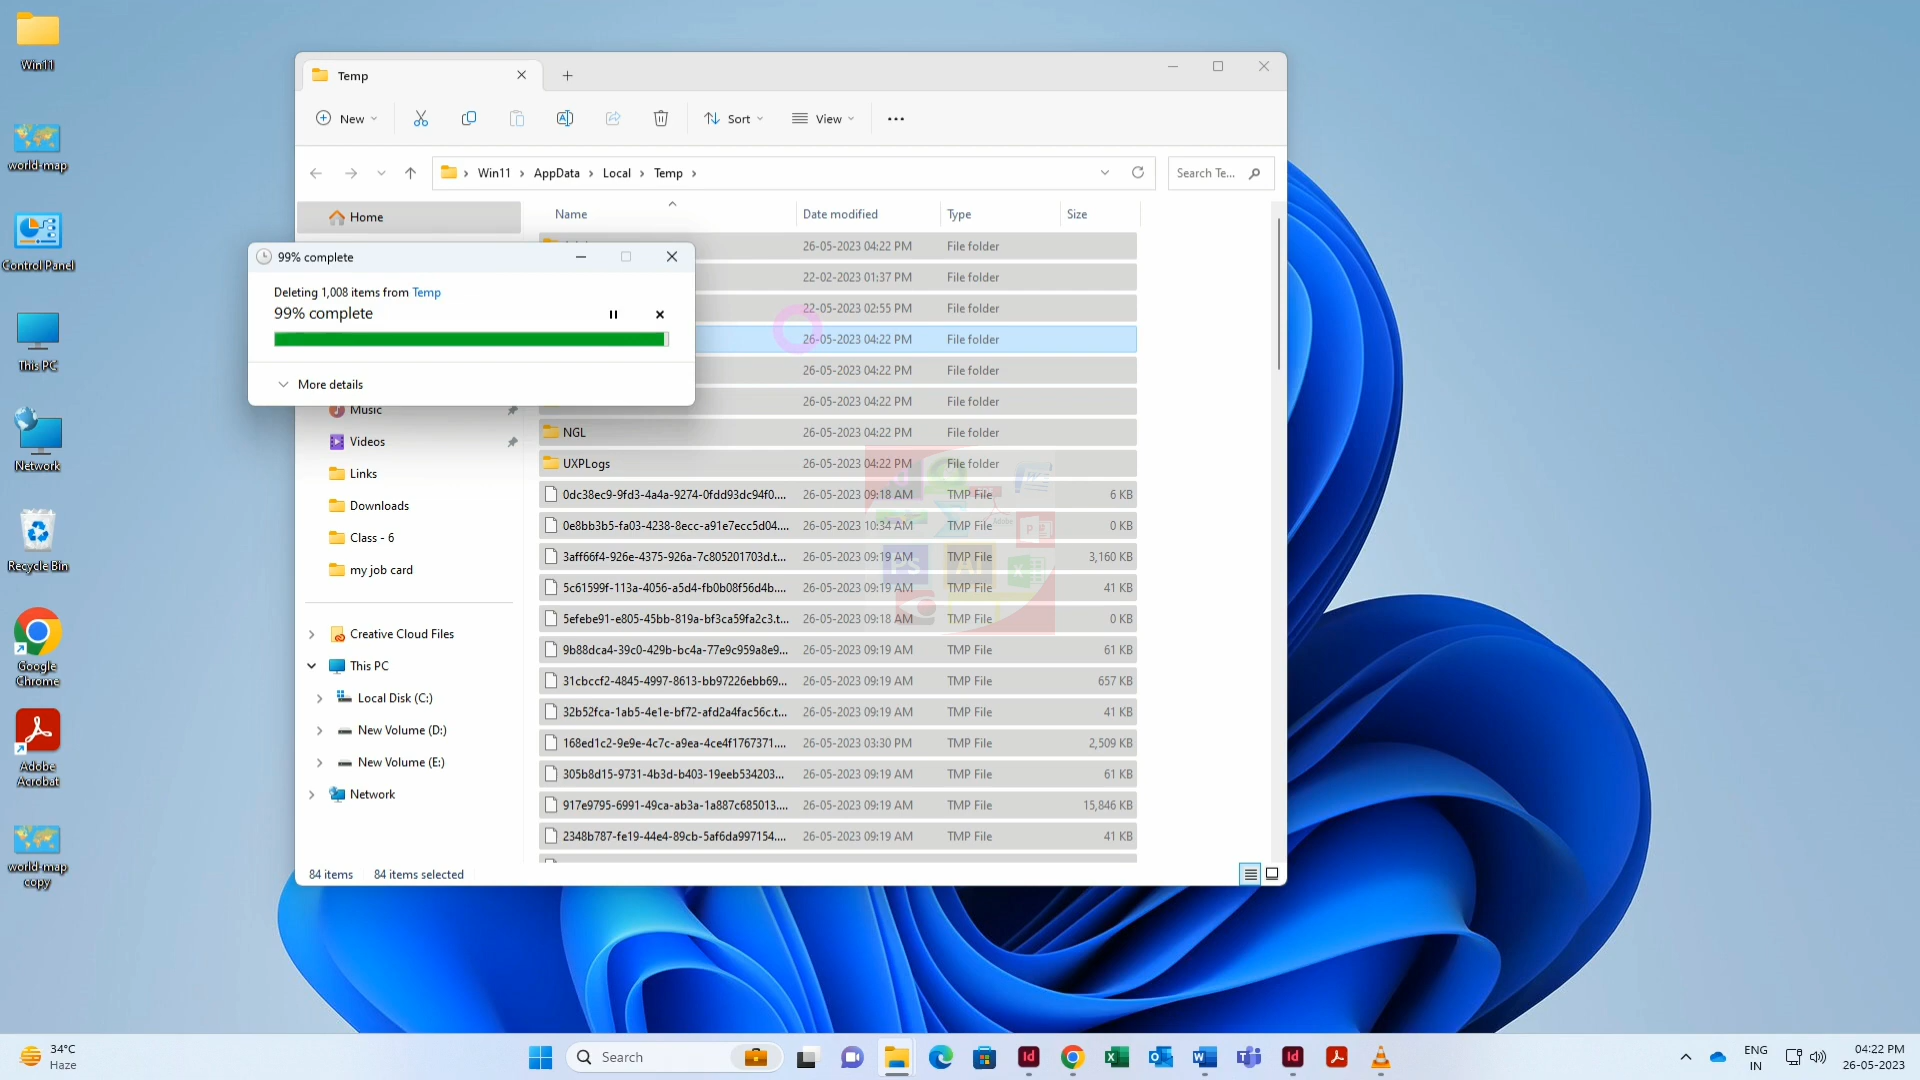 Win11
world-map
Control Panel
This PC
Network
Recycle Bin
Google
Chrome
Adobe
Acrobat
world-map
copy
Temp
New
Sort
View
Win11 > AppData > Local > Temp >
Search Te...
Home
Music
Videos
Links
Downloads
Class - 6
my job card
Creative Cloud Files
This PC
Local Disk (C:)
New Volume (D:)
New Volume (E:)
Network
99% complete
Deleting 1,008 items from Temp
99% complete
More details
Name Date modified Type Size
26-05-2023 04:22 PM File folder
22-02-2023 01:37 PM File folder
22-05-2023 02:55 PM File folder
26-05-2023 04:22 PM File folder
26-05-2023 04:22 PM File folder
26-05-2023 04:22 PM File folder
NGL 26-05-2023 04:22 PM File folder
UXPLogs 26-05-2023 04:22 PM File folder
0dc38ec9-9fd3-4a4a-9274-0fdd93dc94f0.... 26-05-2023 09:18 AM TMP File 6 KB
0e8bb3b5-fa03-4238-8ecc-a91e7ecc5d04.... 26-05-2023 10:34 AM TMP File 0 KB
3aff66f4-926e-4375-926a-7c805201703d.t... 26-05-2023 09:19 AM TMP File 3,160 KB
5c61599f-113a-4056-a5d4-fb0b08f56d4b.... 26-05-2023 09:19 AM TMP File 41 KB
5efebe91-e805-45bb-819a-bf3ca59fa2c3.t... 26-05-2023 09:18 AM TMP File 0 KB
9b88dca4-39c0-429b-bc4a-77e9c959a8e9... 26-05-2023 09:19 AM TMP File 61 KB
31cbccf2-4845-4997-8613-bb97226ebb69... 26-05-2023 09:19 AM TMP File 657 KB
32b52fca-1ab5-4e1e-bf72-afd2a4fac56c.t... 26-05-2023 09:19 AM TMP File 41 KB
168ed1c2-9e9e-4c7c-a9ea-4ce4f1767371.... 26-05-2023 03:30 PM TMP File 2,509 KB
305b8d15-9731-4b3d-b403-19eeb534203... 26-05-2023 09:19 AM TMP File 61 KB
917e9795-6991-49ca-ab3a-1a887c685013.... 26-05-2023 09:19 AM TMP File 15,846 KB
2348b787-fe19-44e4-89cb-5af6da997154.... 26-05-2023 09:19 AM TMP File 41 KB
84 items 84 items selected
34°C
Haze
Search
ENG
IN
04:22 PM
26-05-2023